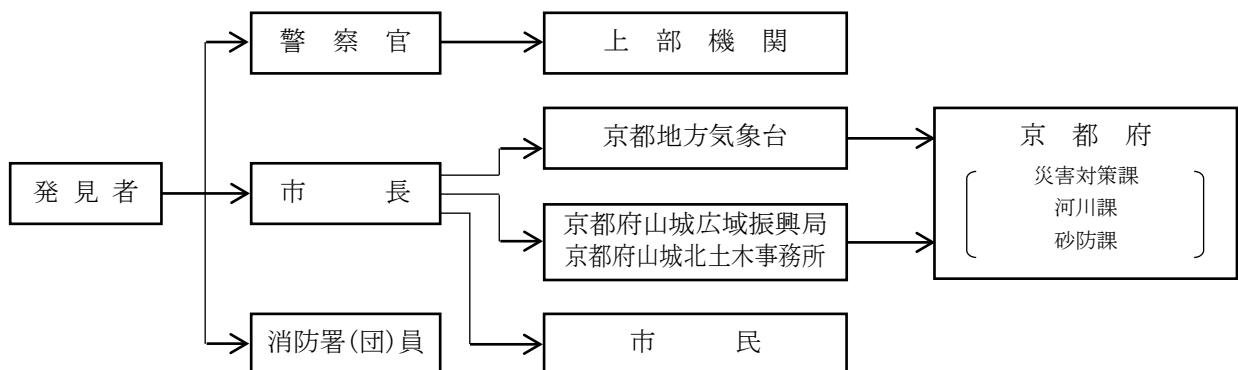 警察官
上部機関
京都地方気象台
京都府
災害対策課
河川課
砂防課
発見者
市長
京都府山城広域振興局
京都府山城北土木事務所
消防署(団)員
市民